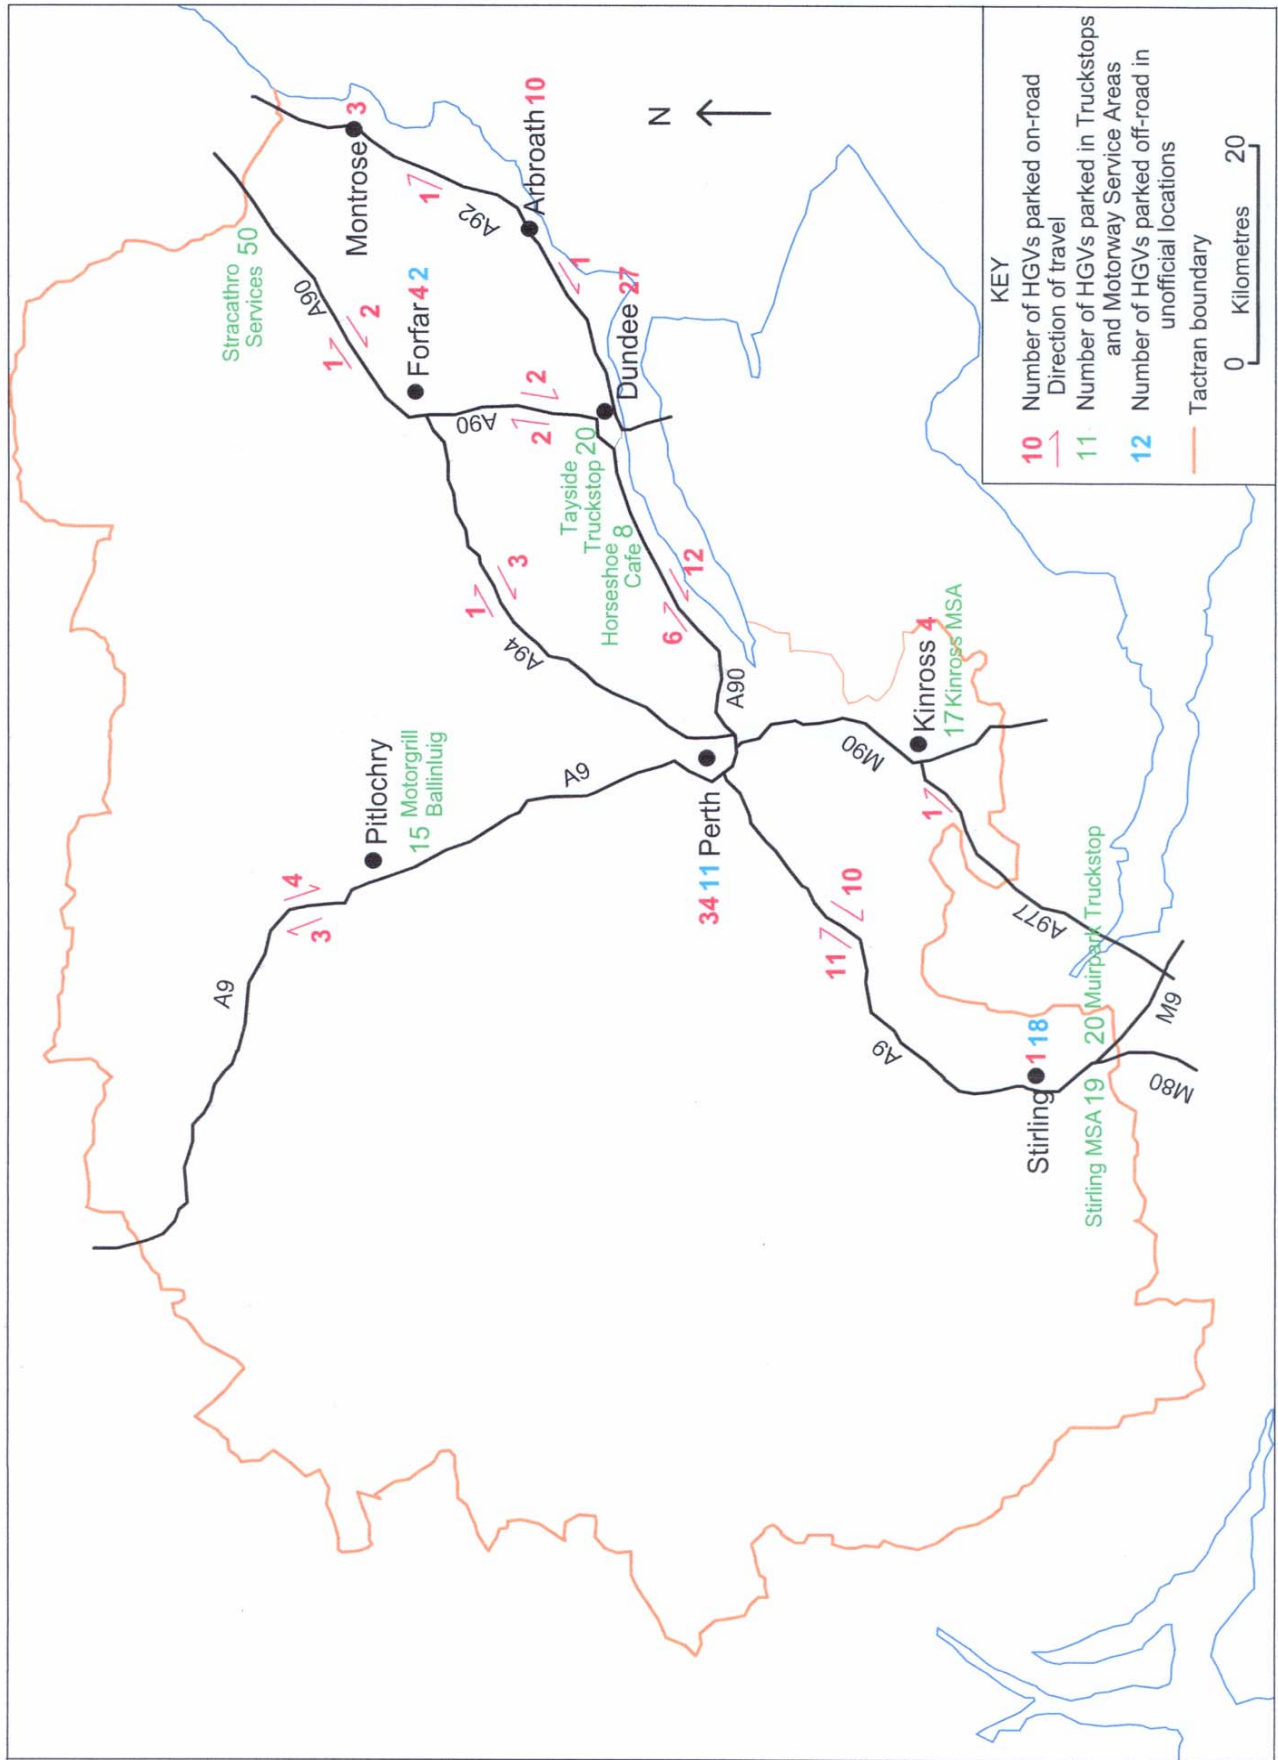 Stracathro
Services 50
A90
1
2
Montrose 3
1
A92
Arbroath 10
1
N
Forfar 4 2
A90
2
2
Dundee 27
Tayside
Truckstop 20
Horseshoe
Cafe 8
1
3
A94
6
12
A90
Pitlochry
15 Motorgrill
Ballinluig
A9
3
4
A9
34 11 Perth
M90
Kinross 4
17 Kinross MSA
1
A977
11
10
A9
Stirling 1 18
Stirling MSA 19
20 Muirpark Truckstop
M9
M80
KEY
10 Number of HGVs parked on-road
Direction of travel
11 Number of HGVs parked in Truckstops
and Motorway Service Areas
12 Number of HGVs parked off-road in
unofficial locations
Tactran boundary
0 Kilometres 20